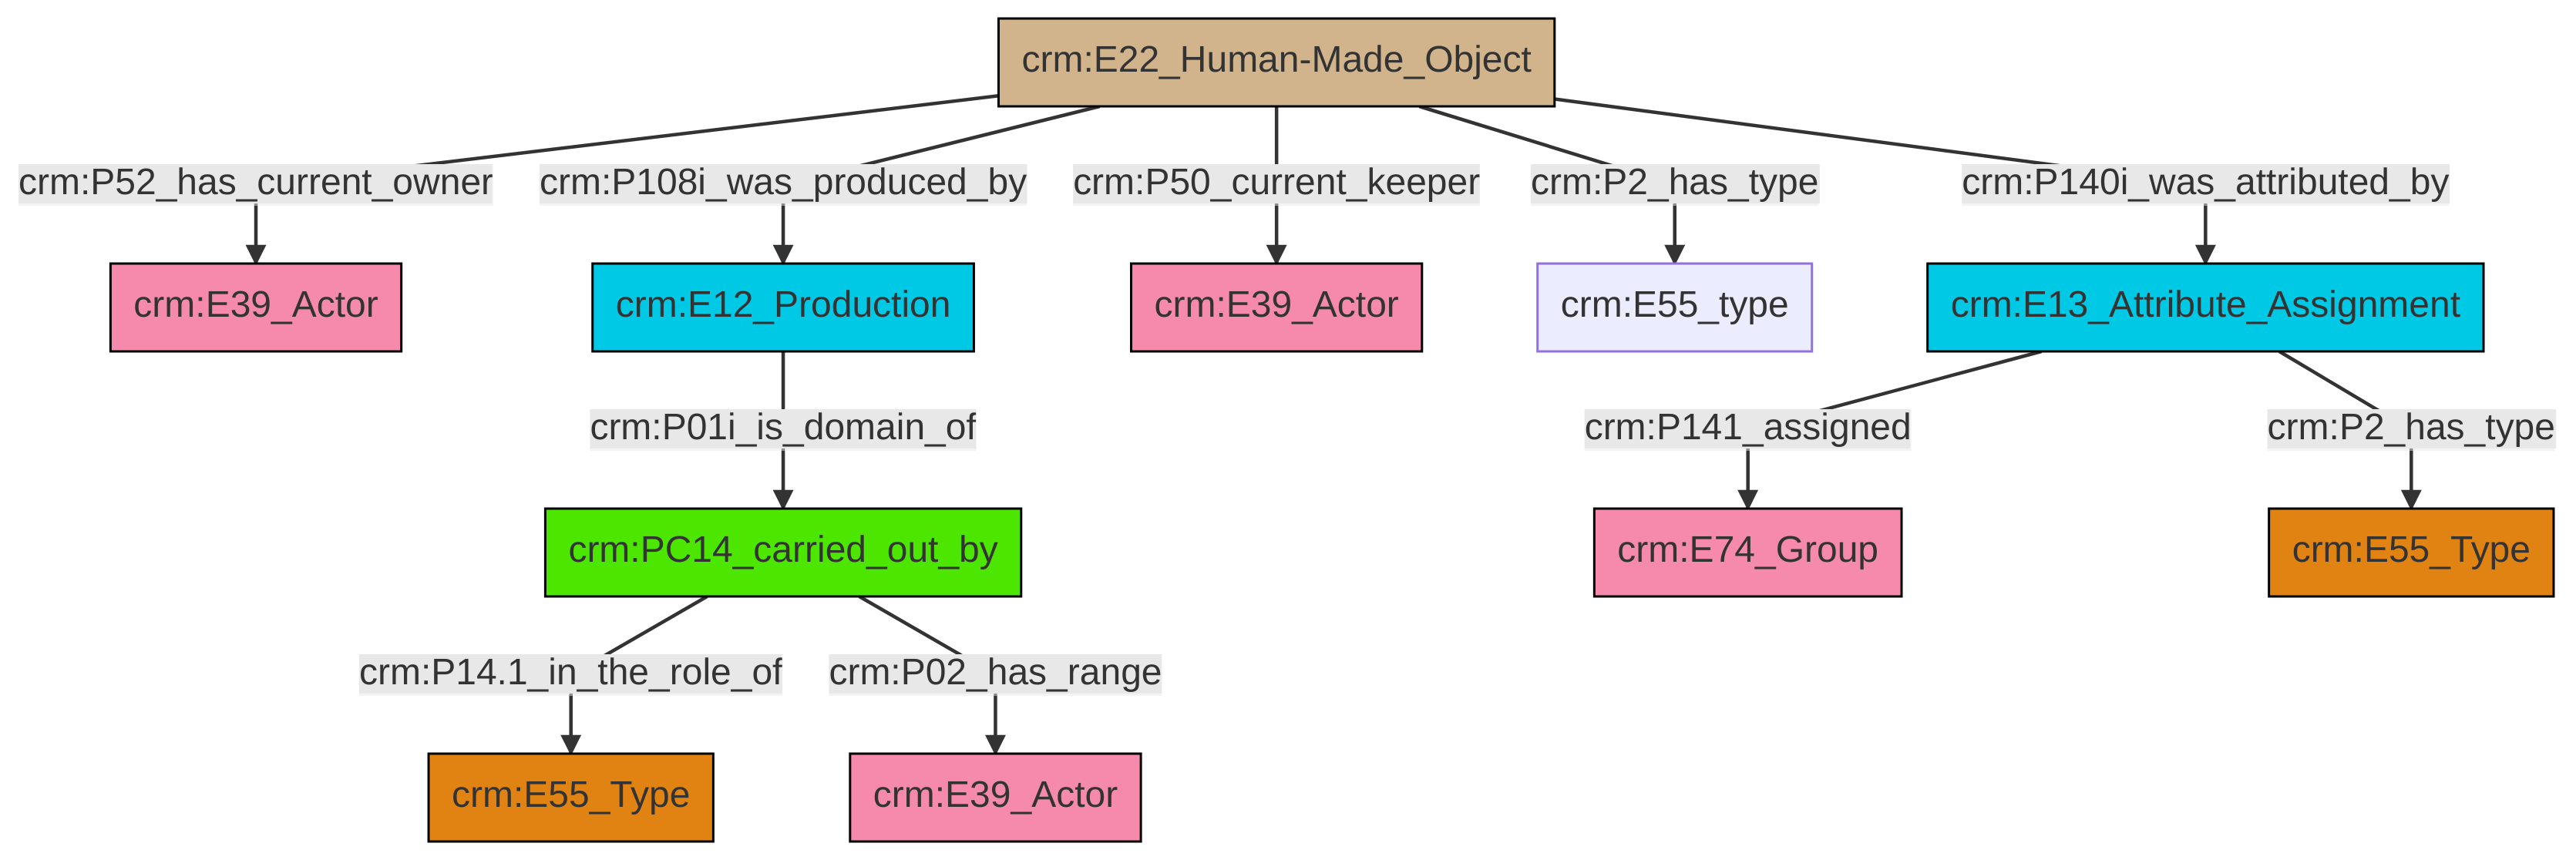 crm:E22_Human-Made_Object
crm:P52_has_current_owner
crm:P108i_was_produced_by
crm:P50_current_keeper
crm:P2_has_type
crm:P140i_was_attributed_by
crm:E39_Actor
crm:E12_Production
crm:E39_Actor
crm:E55_type
crm:E13_Attribute_Assignment
crm:P01i_is_domain_of
crm:P141_assigned
crm:P2_has_type
crm:PC14_carried_out_by
crm:E74_Group
crm:E55_Type
crm:P14.1_in_the_role_of
crm:P02_has_range
crm:E55_Type
crm:E39_Actor